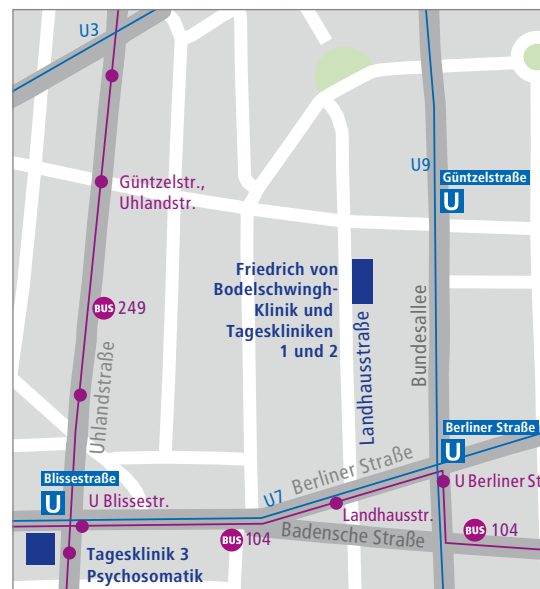 U3
U9
Güntzelstraße
U
Güntzelstr.,
Uhlandstr.
Friedrich von
Bodelschwingh-
Klinik und
Tageskliniken
1 und 2
BUS 249
Uhlandstraße
Landhausstraße
Bundesallee
Berliner Straße
U
Blissestraße
U
U Blissestr.
U7
Berliner Straße
U Berliner St
Landhausstr.
BUS 104
Badensche Straße
BUS 104
Tagesklinik 3
Psychosomatik